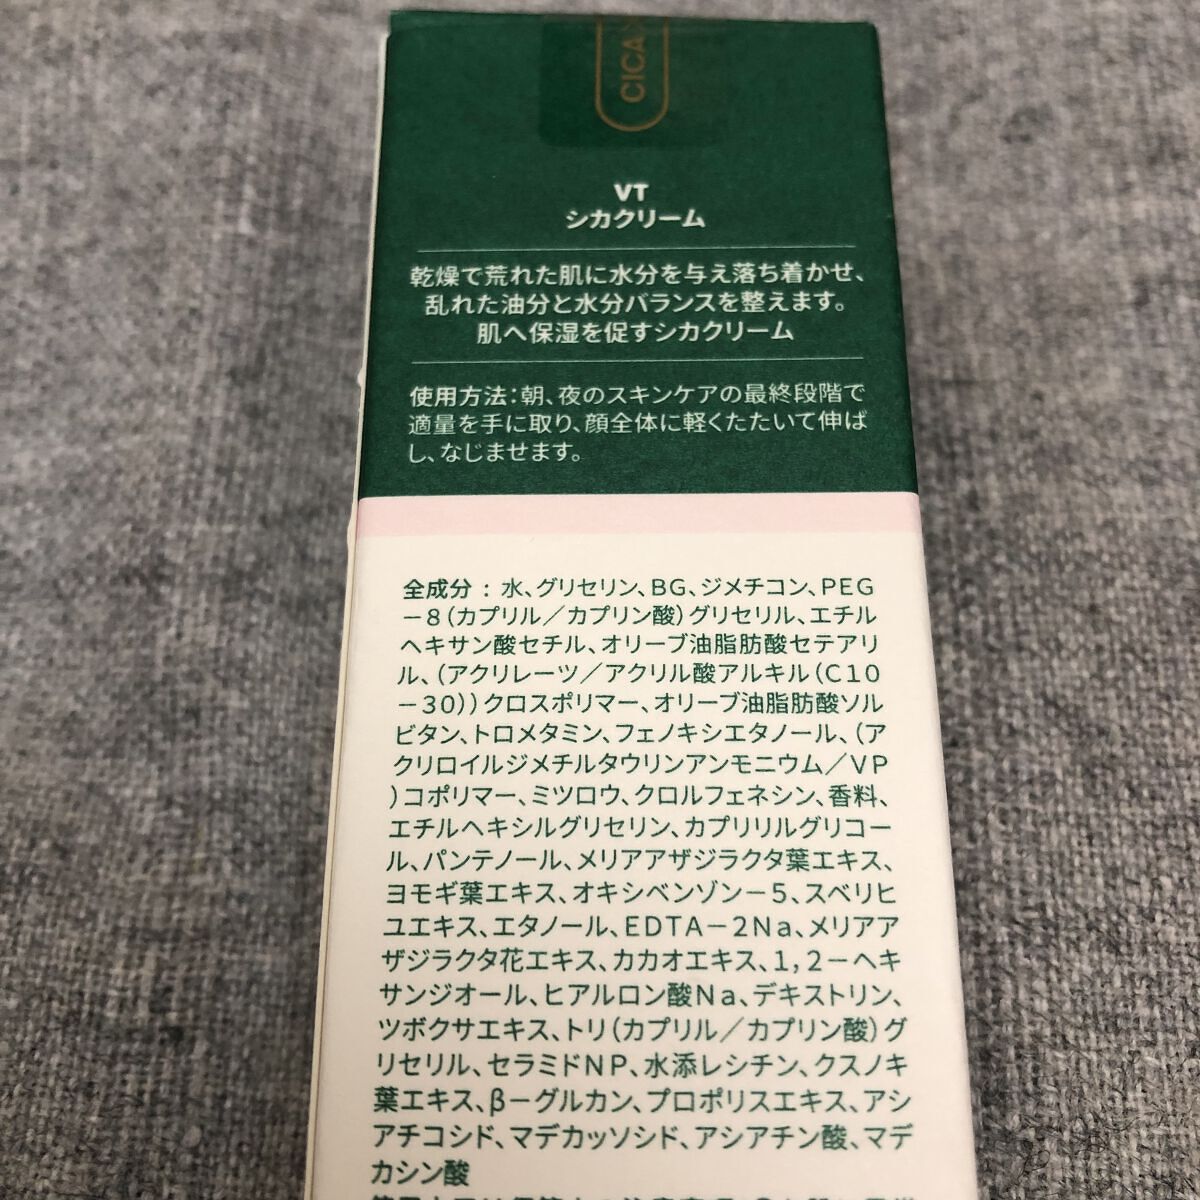 CICA
VT
シカクリーム
乾燥で荒れた肌に水分を与え落ち着かせ、
乱れた油分と水分バランスを整えます。
肌へ保湿を促すシカクリーム
使用方法：朝、夜のスキンケアの最終段階で
適量を手に取り、顔全体に軽くたたいて伸ば
し、なじませます。
全成分 : 水、グリセリン、BG、ジメチコン、PEG
－8（カプリル／カプリン酸）グリセリル、エチル
ヘキサン酸セチル、オリーブ油脂肪酸セテアリ
ル、（アクリレーツ／アクリル酸アルキル（C10
－30））クロスポリマー、オリーブ油脂肪酸ソル
ビタン、トロメタミン、フェノキシエタノール、（ア
クリロイルジメチルタウリンアンモニウム／VP
）コポリマー、ミツロウ、クロルフェネシン、香料、
エチルヘキシルグリセリン、カプリリルグリコー
ル、パンテノール、メリアアザジラクタ葉エキス、
ヨモギ葉エキス、オキシベンゾン－5、スベリヒ
ユエキス、エタノール、EDTA－2Na、メリアア
ザジラクタ花エキス、カカオエキス、1，2－ヘキ
サンジオール、ヒアルロン酸Na、デキストリン、
ツボクサエキス、トリ（カプリル／カプリン酸）グ
リセリル、セラミドNP、水添レシチン、クスノキ
葉エキス、β－グルカン、プロポリスエキス、アシ
アチコシド、マデカッソシド、アシアチン酸、マデ
カシン酸